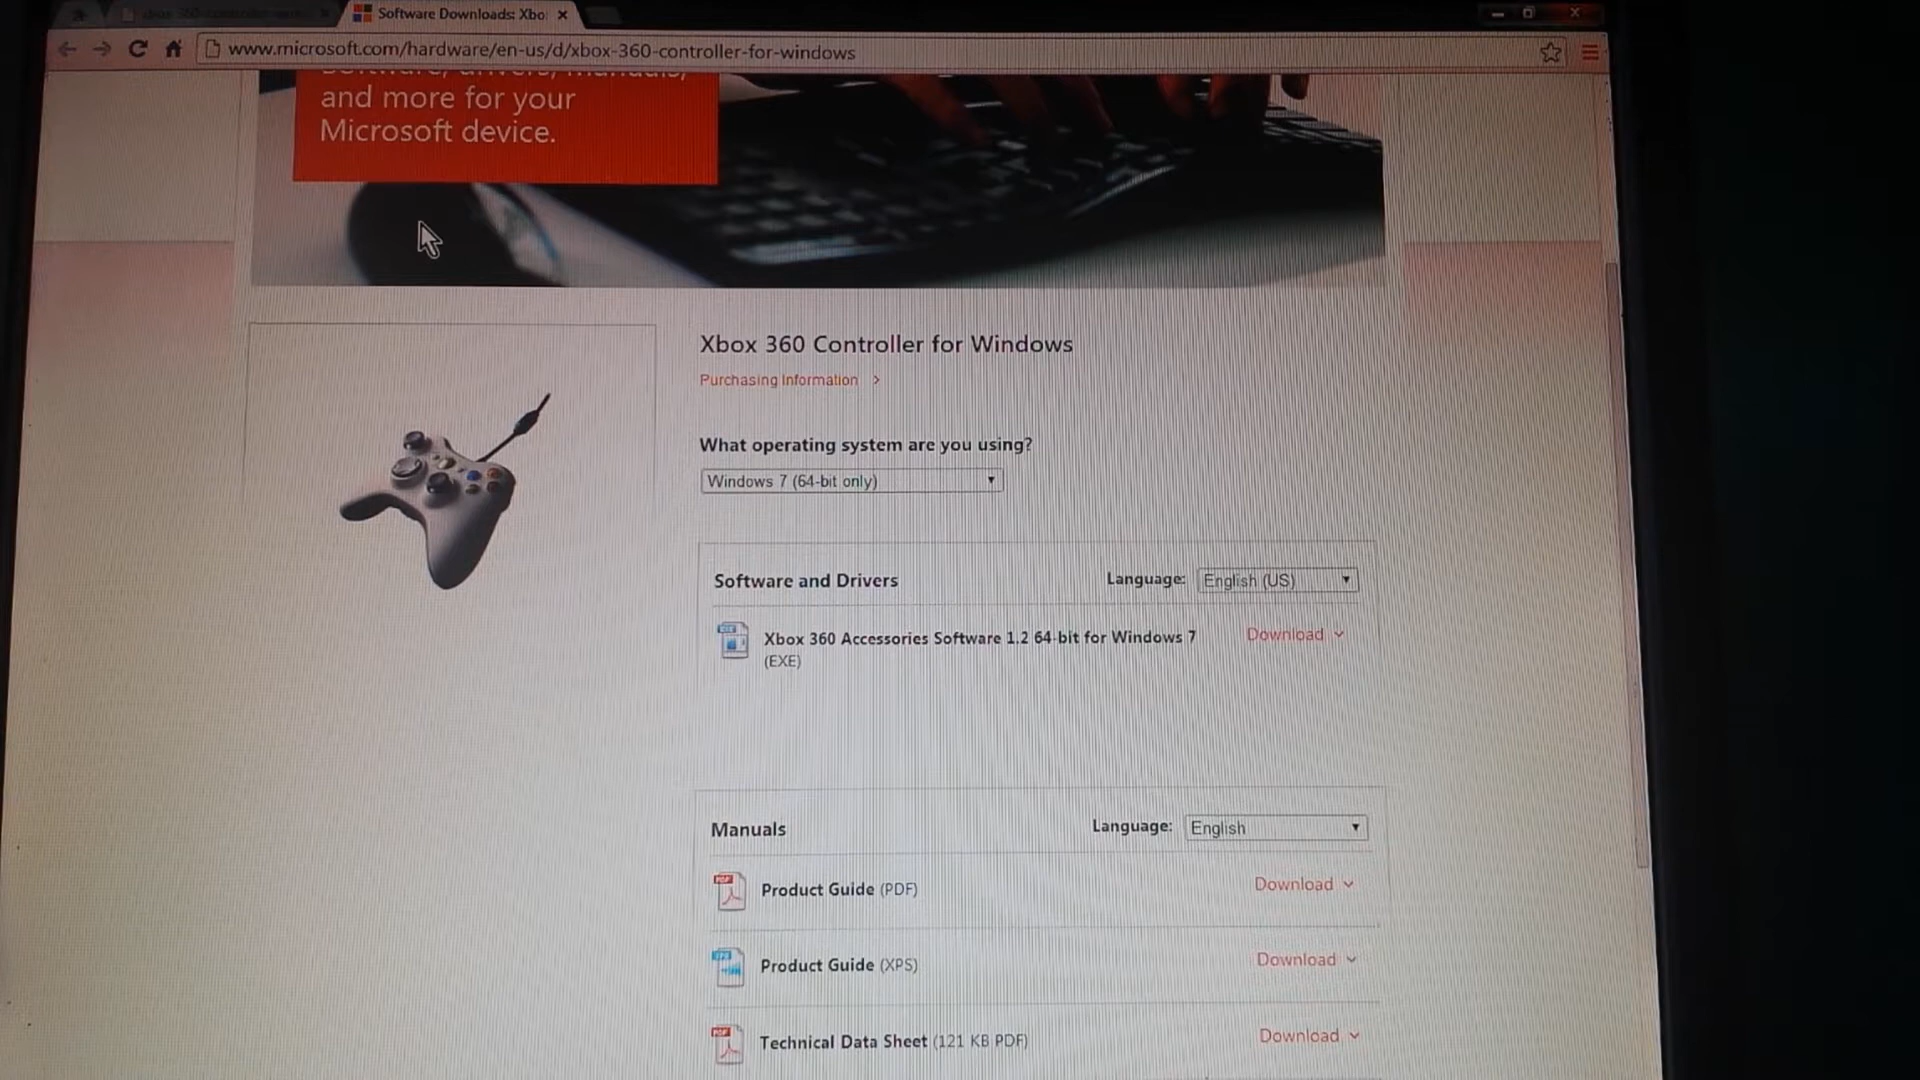 Software Downloads: Xbo
www.microsoft.com/hardware/en-us/d/xbox-360-controller-for-windows
and more for your
Microsoft device.
Xbox 360 Controller for Windows
Purchasing Information >
What operating system are you using?
Windows 7 (64-bit only)
Software and Drivers Language: English (US)
Xbox 360 Accessories Software 1.2 64-bit for Windows 7 Download
(EXE)
Manuals Language: English
Product Guide (PDF) Download
Product Guide (XPS) Download
Technical Data Sheet (121 KB PDF) Download